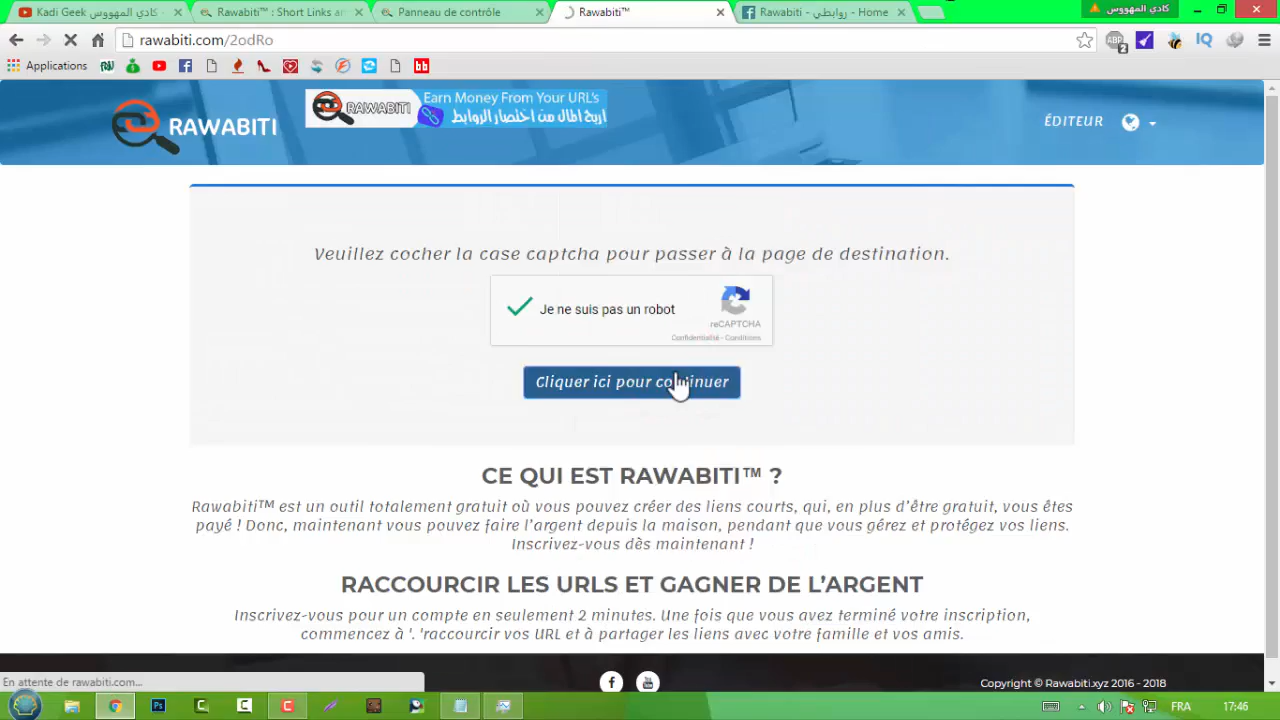 Kadi Geek - كادي المهووس
Rawabiti™ : Short Links an
Panneau de contrôle
Rawabiti™
Rawabiti - روابطي - Home
كادي المهووس
rawabiti.com/2odRo
ABP
2
IQ
Applications
bb
RAWABITI
RAWABITI
Earn Money From Your URL's
اربح المال من اختصار الروابط
ÉDITEUR
Veuillez cocher la case captcha pour passer à la page de destination.
Je ne suis pas un robot
reCAPTCHA
Confidentialité - Conditions
Cliquer ici pour continuer
CE QUI EST RAWABITI™ ?
Rawabiti™ est un outil totalement gratuit où vous pouvez créer des liens courts, qui, en plus d'être gratuit, vous êtes
payé ! Donc, maintenant vous pouvez faire l'argent depuis la maison, pendant que vous gérez et protégez vos liens.
Inscrivez-vous dès maintenant !
RACCOURCIR LES URLS ET GAGNER DE L'ARGENT
Inscrivez-vous pour un compte en seulement 2 minutes. Une fois que vous avez terminé votre inscription,
commencez à '. 'raccourcir vos URL et à partager les liens avec votre famille et vos amis.
En attente de rawabiti.com...
Copyright © Rawabiti.xyz 2016 - 2018
Ps
FRA
17:46